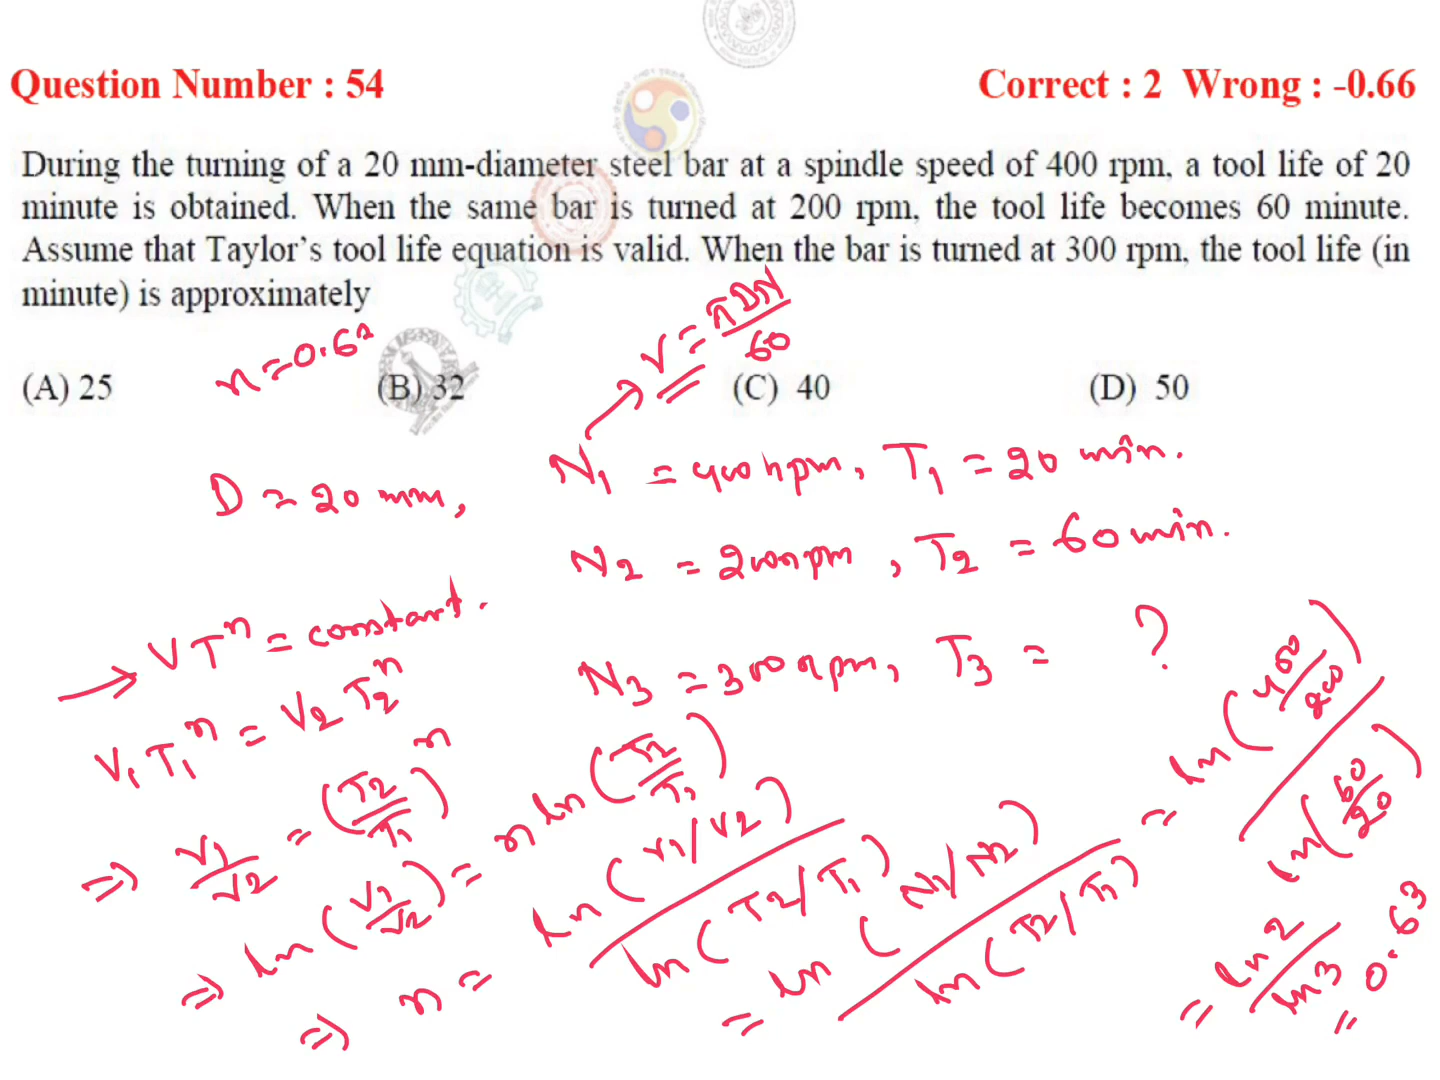 Question Number : 54 Correct : 2 Wrong : -0.66
During the turning of a 20 mm-diameter steel bar at a spindle speed of 400 rpm, a tool life of 20
minute is obtained. When the same bar is turned at 200 rpm, the tool life becomes 60 minute.
Assume that Taylor's tool life equation is valid. When the bar is turned at 300 rpm, the tool life (in
minute) is approximately
n = 0.63
V = πDN/60
(A) 25 (B) 32 (C) 40 (D) 50
D = 20 mm, N₁ = 400 rpm, T₁ = 20 min.
N₂ = 200 rpm, T₂ = 60 min.
→ VTⁿ = constant.
N₃ = 300 rpm, T₃ = ?
V₁T₁ⁿ = V₂T₂ⁿ
⇒ V₁/V₂ = (T₂/T₁)ⁿ
⇒ ln(V₁/V₂) = n ln(T₂/T₁)
⇒ n = ln(V₁/V₂)/ln(T₂/T₁)
= ln(N₁/N₂)/ln(T₂/T₁) = ln(400/200)/ln(60/20)
= ln 2/ln 3 = 0.63